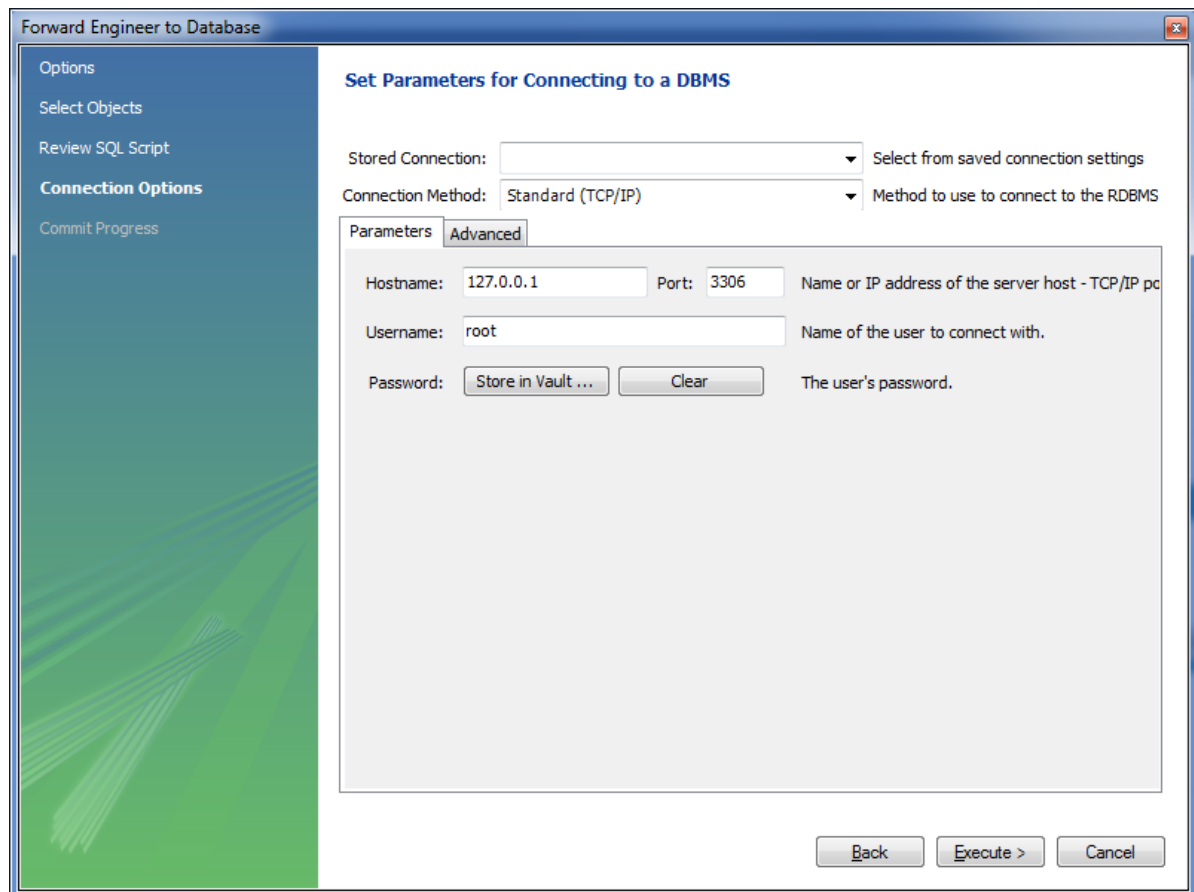 Forward Engineer to Database
Options
Select Objects
Review SQL Script
Connection Options
Commit Progress
Set Parameters for Connecting to a DBMS
Stored Connection: Select from saved connection settings
Connection Method: Standard (TCP/IP) Method to use to connect to the RDBMS
Parameters Advanced
Hostname: 127.0.0.1 Port: 3306 Name or IP address of the server host - TCP/IP po
Username: root Name of the user to connect with.
Password: Store in Vault ... Clear The user's password.
Back Execute > Cancel